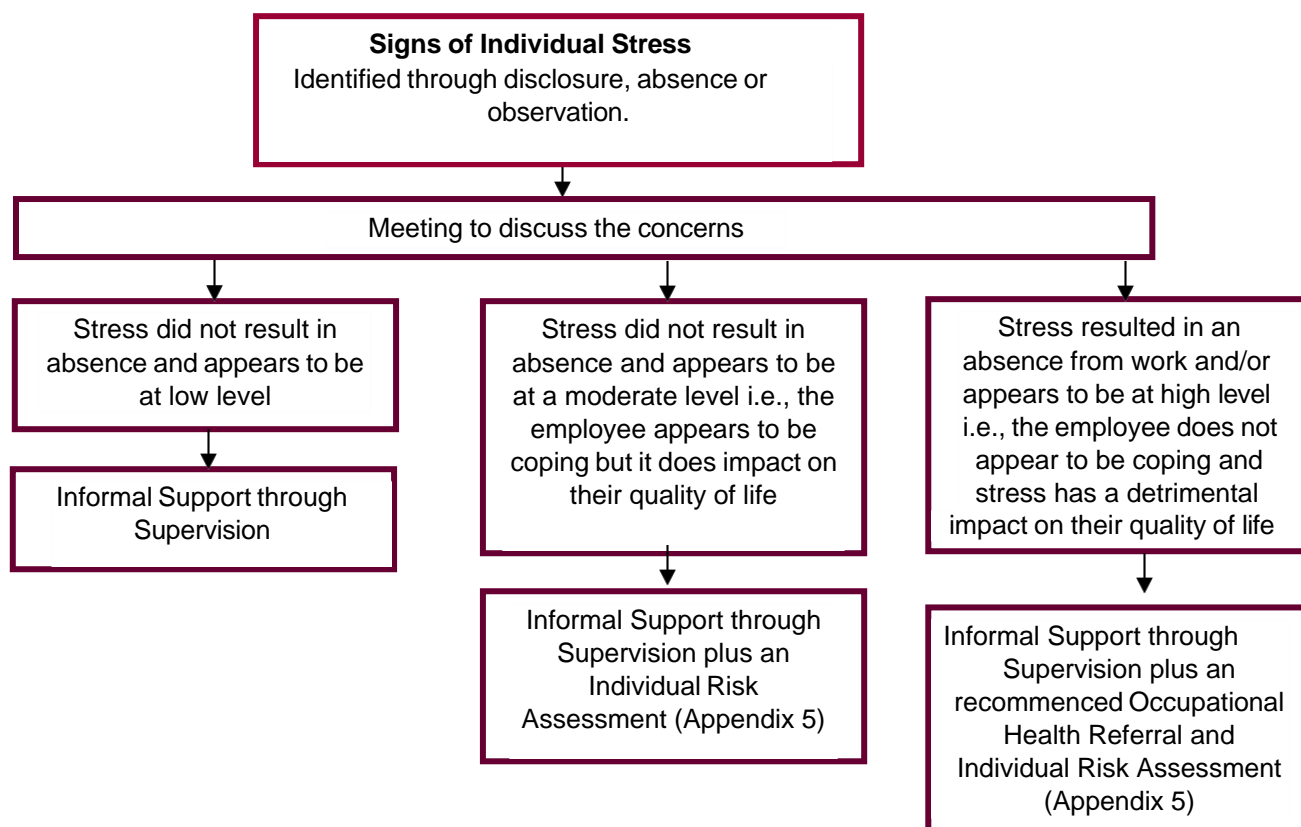 Signs of Individual Stress
Identified through disclosure, absence or
observation.
Meeting to discuss the concerns
Stress did not result in
absence and appears to be
at low level
Informal Support through
Supervision
Stress did not result in
absence and appears to be
at a moderate level i.e., the
employee appears to be
coping but it does impact on
their quality of life
Informal Support through
Supervision plus an
Individual Risk
Assessment (Appendix 5)
Stress resulted in an
absence from work and/or
appears to be at high level
i.e., the employee does not
appear to be coping and
stress has a detrimental
impact on their quality of life
Informal Support through
Supervision plus an
recommenced Occupational
Health Referral and
Individual Risk Assessment
(Appendix 5)